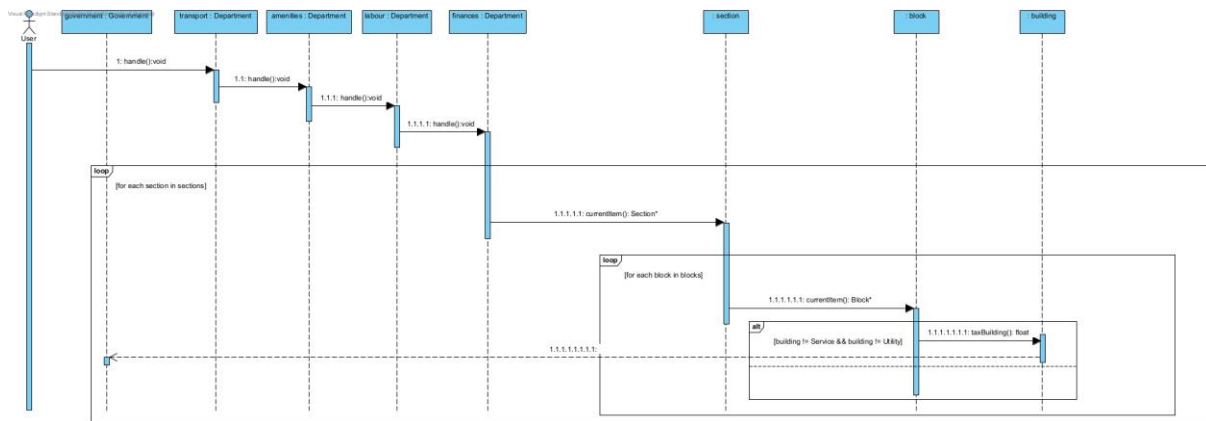 government : Government
transport : Department
amenities : Department
labour : Department
finances : Department
: section
: block
: building
User
1: handle():void
1.1: handle():void
1.1.1: handle():void
1.1.1.1: handle():void
loop
[for each section in sections]
1.1.1.1.1: currentItem(): Section*
loop
[for each block in blocks]
1.1.1.1.1.1: currentItem(): Block*
alt
1.1.1.1.1.1.1: taxBuilding(): float
[building != Service && building != Utility]
1.1.1.1.1.1.1.1: